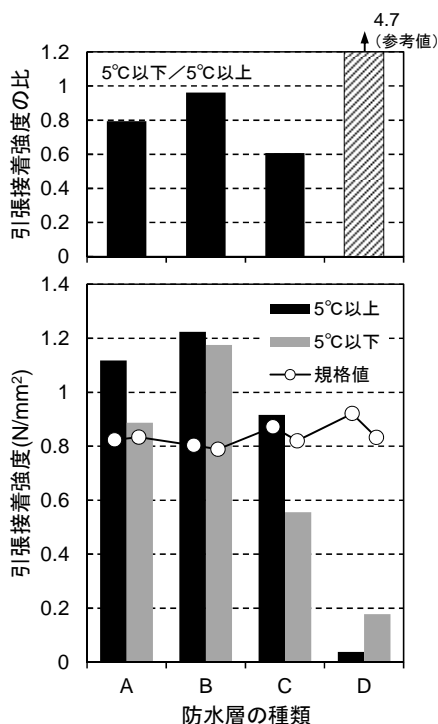 4.7
(参考値)
引張接着強度の比
5℃以下／5℃以上
1.2
1
0.8
0.6
0.4
0.2
0
引張接着強度(N/mm²)
1.4
1.2
1
0.8
0.6
0.4
0.2
0
5℃以上
5℃以下
規格値
A B C D
防水層の種類